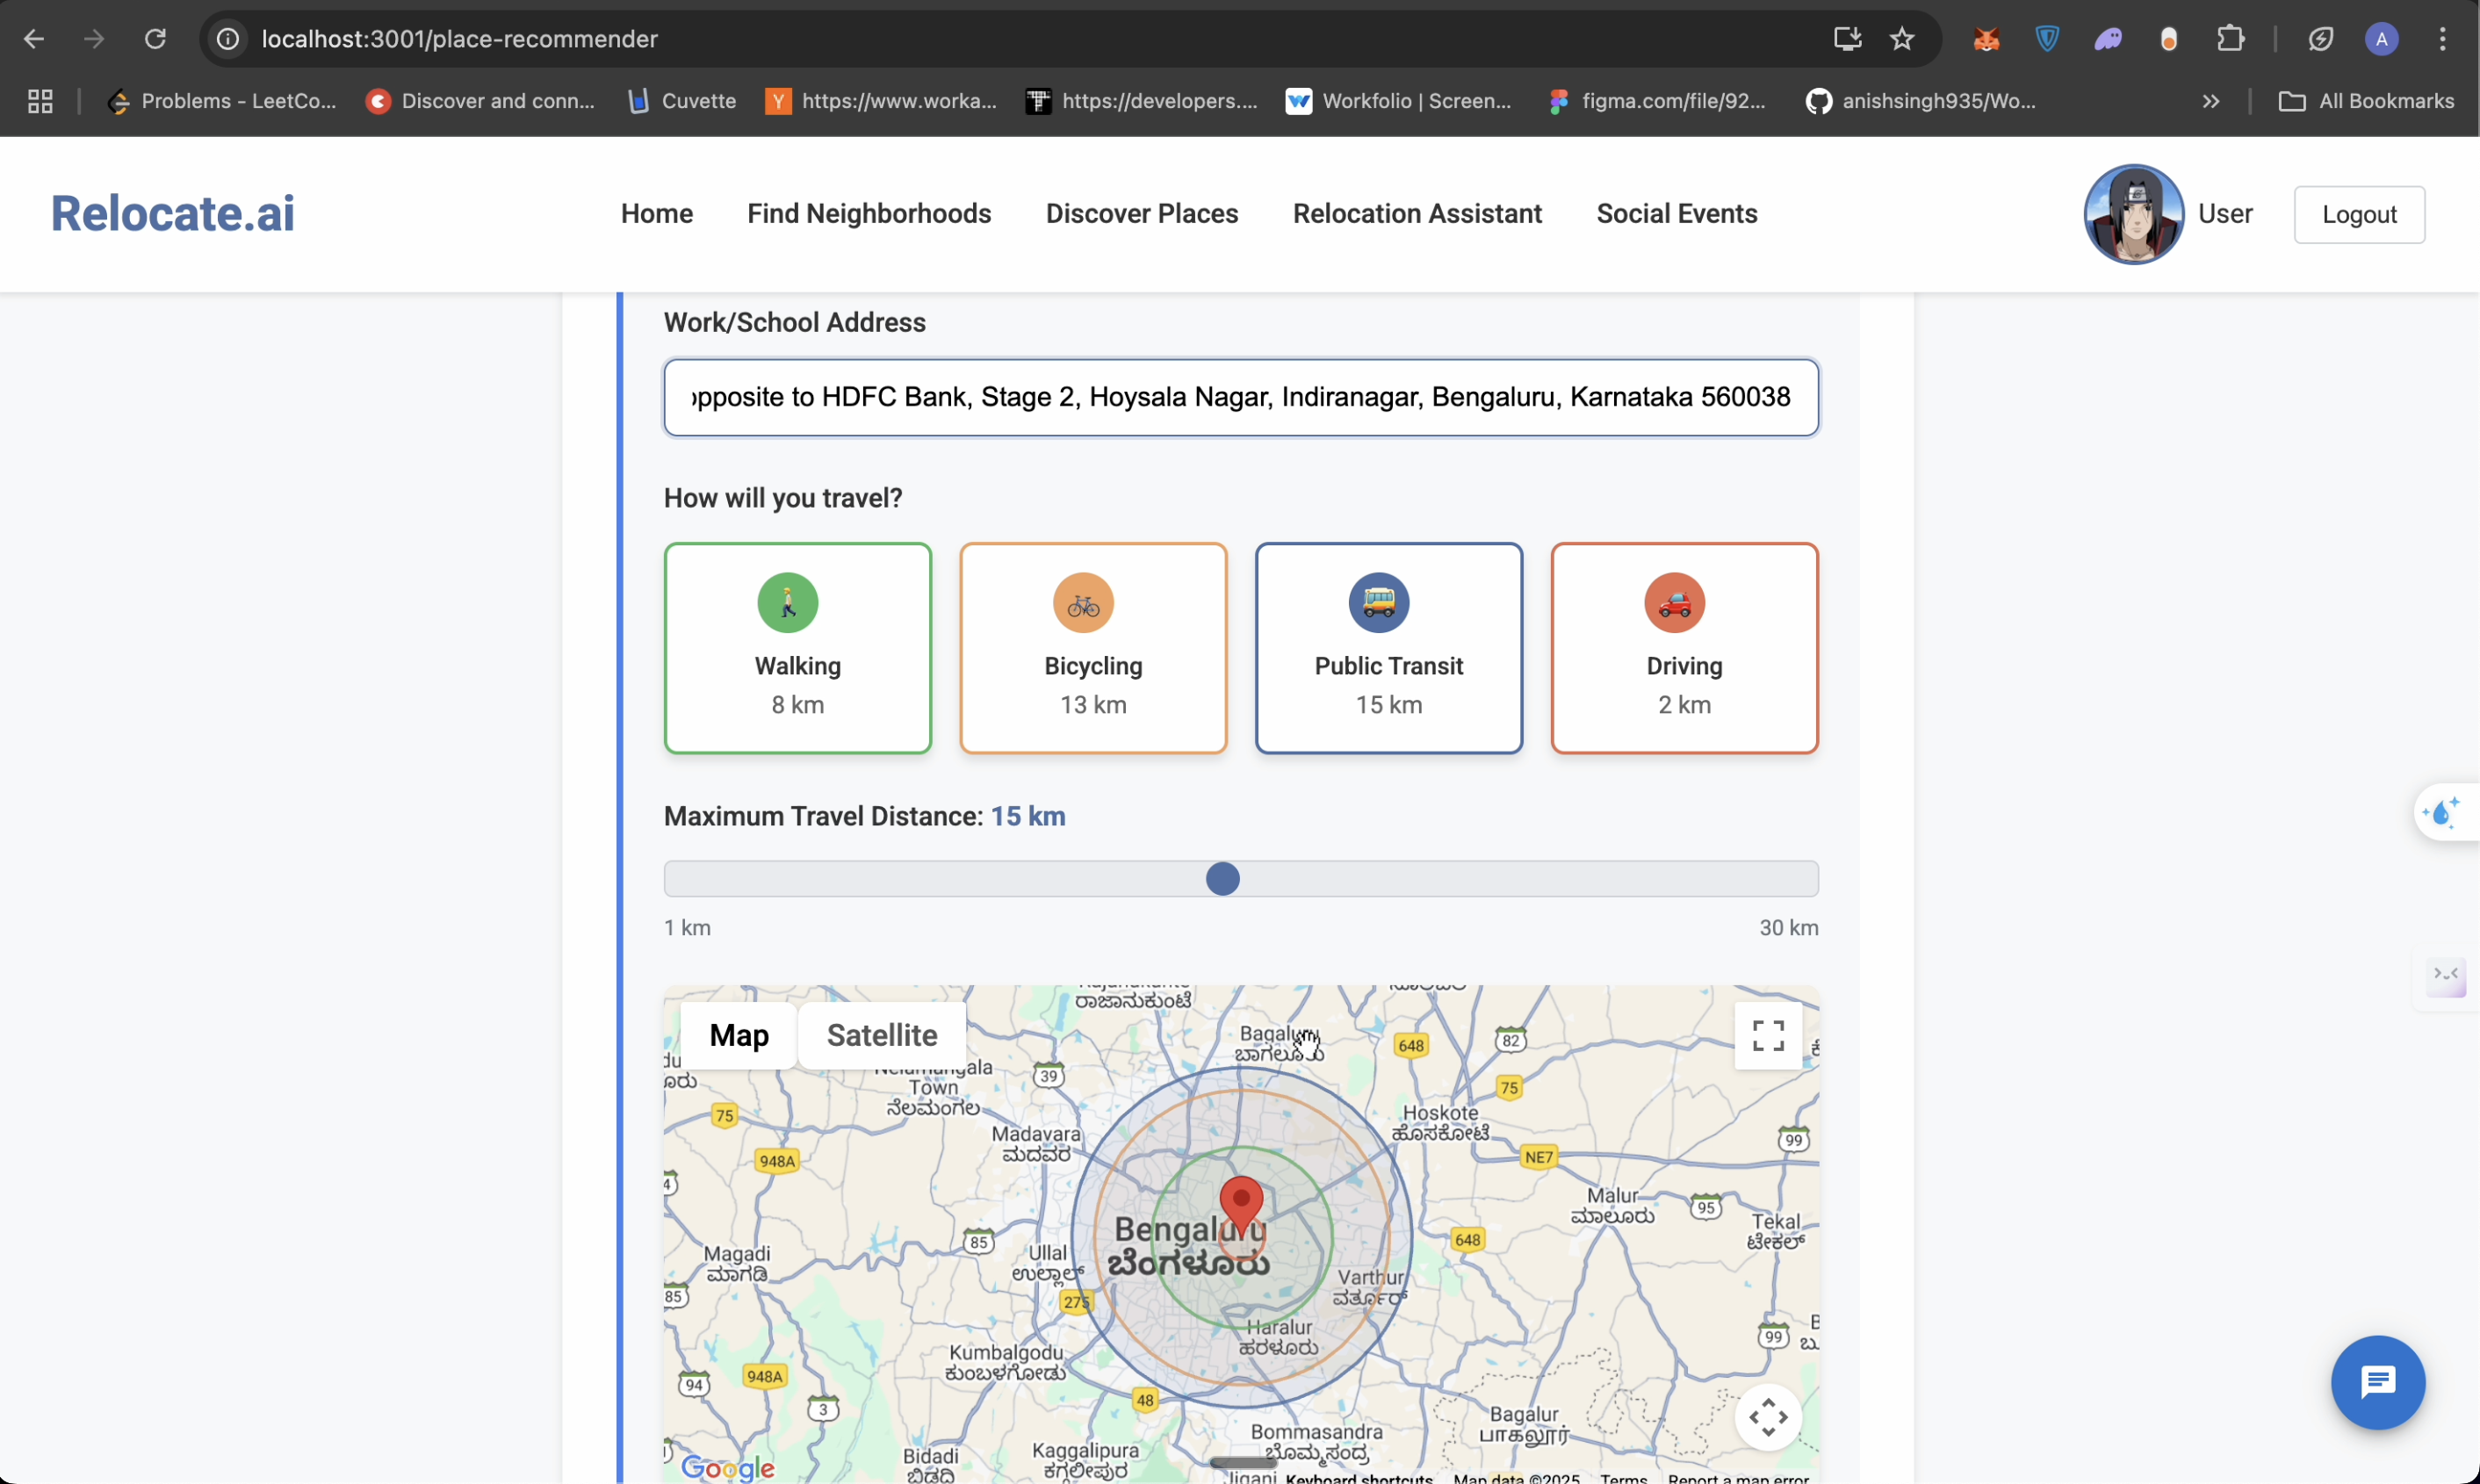 localhost:3001/place-recommender
A
Problems - LeetCo...
Discover and conn...
Cuvette
https://www.worka...
https://developers....
Workfolio | Screen...
figma.com/file/92...
anishsingh935/Wo...
All Bookmarks
Relocate.ai
Home
Find Neighborhoods
Discover Places
Relocation Assistant
Social Events
User
Logout
Work/School Address
opposite to HDFC Bank, Stage 2, Hoysala Nagar, Indiranagar, Bengaluru, Karnataka 560038
How will you travel?
Walking
8 km
Bicycling
13 km
Public Transit
15 km
Driving
2 km
Maximum Travel Distance: 15 km
1 km
30 km
Map
Satellite
ರಾಜಾನುಕುಂಟೆ
Bagaluru
ಬಾಗಲೂರು
648
82
39
Town
ನೆಲಮಂಗಲ
75
75
Hoskote
ಹೊಸಕೋಟೆ
Madavara
ಮದವರ
99
948A
NE7
Malur
ಮಾಲೂರು
95
Tekal
ಟೇಕಲ್
Bengaluru
ಬೆಂಗಳೂರು
85
648
Magadi
ಮಾಗಡಿ
Ullal
ಉಲ್ಲಾಳ್
Varthur
ವರ್ತೂರ್
85
275
Haralur
ಹರಳೂರು
99
Kumbalgodu
ಕುಂಬಳಗೋಡು
948A
94
48
3
Bagalur
பாகலூர்
Bommasandra
ಬೊಮ್ಮಸಂದ್ರ
Bidadi
ಬಿಡದಿ
Kaggalipura
ಕಗ್ಗಲೀಪುರ
Google
Jigani
Keyboard shortcuts
Map data ©2025
Terms
Report a map error